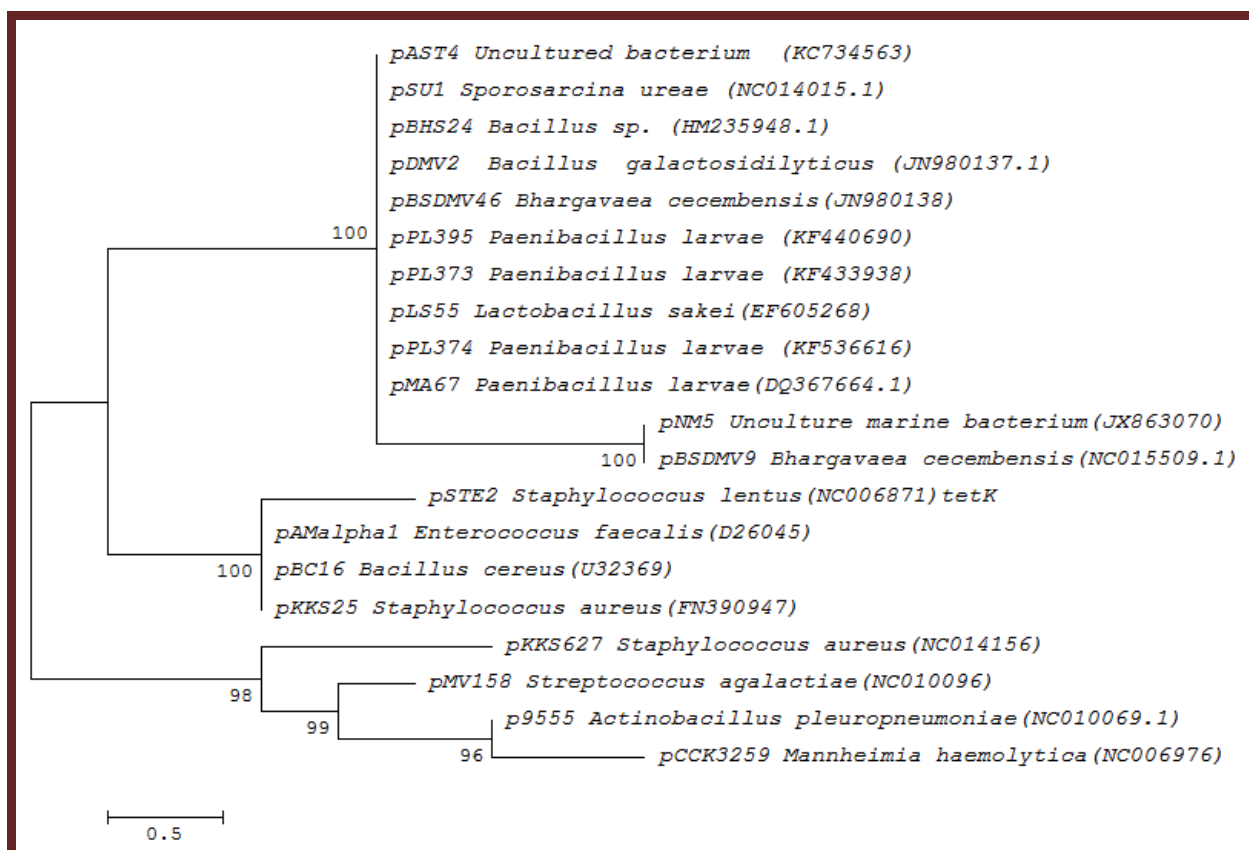 pAST4 Uncultured bacterium (KC734563)
pSU1 Sporosarcina ureae (NC014015.1)
pBHS24 Bacillus sp. (HM235948.1)
pDMV2 Bacillus galactosidilyticus (JN980137.1)
pBSDMV46 Bhargavaea cecembensis(JN980138)
100
pPL395 Paenibacillus larvae (KF440690)
pPL373 Paenibacillus larvae (KF433938)
pLS55 Lactobacillus sakei(EF605268)
pPL374 Paenibacillus larvae (KF536616)
pMA67 Paenibacillus larvae(DQ367664.1)
pNM5 Unculture marine bacterium(JX863070)
100 pBSDMV9 Bhargavaea cecembensis(NC015509.1)
pSTE2 Staphylococcus lentus(NC006871)tetK
pAMalpha1 Enterococcus faecalis(D26045)
100 pBC16 Bacillus cereus(U32369)
pKKS25 Staphylococcus aureus(FN390947)
pKKS627 Staphylococcus aureus(NC014156)
pMV158 Streptococcus agalactiae(NC010096)
98
p9555 Actinobacillus pleuropneumoniae(NC010069.1)
99
96 pCCK3259 Mannheimia haemolytica(NC006976)
0.5